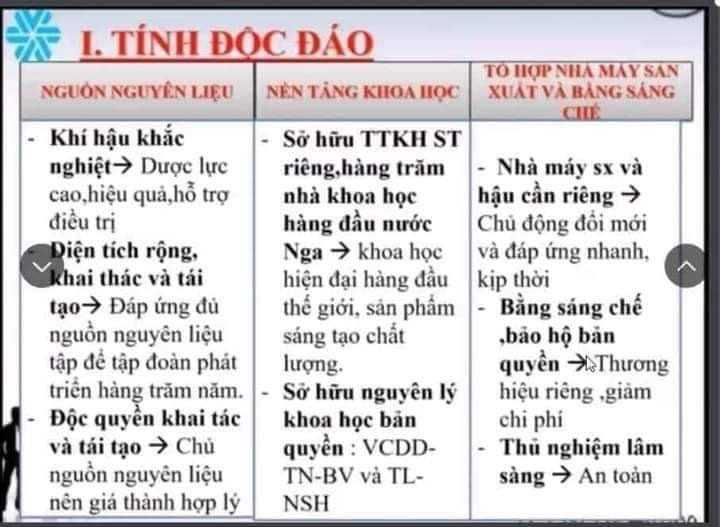 I. TÍNH ĐỘC ĐÁO
NGUỒN NGUYÊN LIỆU
- Khí hậu khắc
nghiệt→ Dược lực
cao,hiệu quả,hỗ trợ
điều trị
- Diện tích rộng,
khai thác và tái
tạo→ Đáp ứng đủ
nguồn nguyên liệu
tập để tập đoàn phát
triển hàng trăm năm.
- Độc quyền khai tác
và tái tạo → Chủ
nguồn nguyên liệu
nên giá thành hợp lý
NỀN TẢNG KHOA HỌC
- Sở hữu TTKH ST
riêng,hàng trăm
nhà khoa học
hàng đầu nước
Nga → khoa học
hiện đại hàng đầu
thế giới, sản phẩm
sáng tạo chất
lượng.
- Sở hữu nguyên lý
khoa học bản
quyền : VCDD-
TN-BV và TL-
NSH
TỔ HỢP NHÀ MÁY SẢN
XUẤT VÀ BẰNG SÁNG
CHẾ
- Nhà máy sx và
hậu cần riêng →
Chủ động đổi mới
và đáp ứng nhanh,
kịp thời
- Bằng sáng chế
,bảo hộ bản
quyền → Thương
hiệu riêng ,giảm
chi phí
- Thử nghiệm lâm
sàng → An toàn